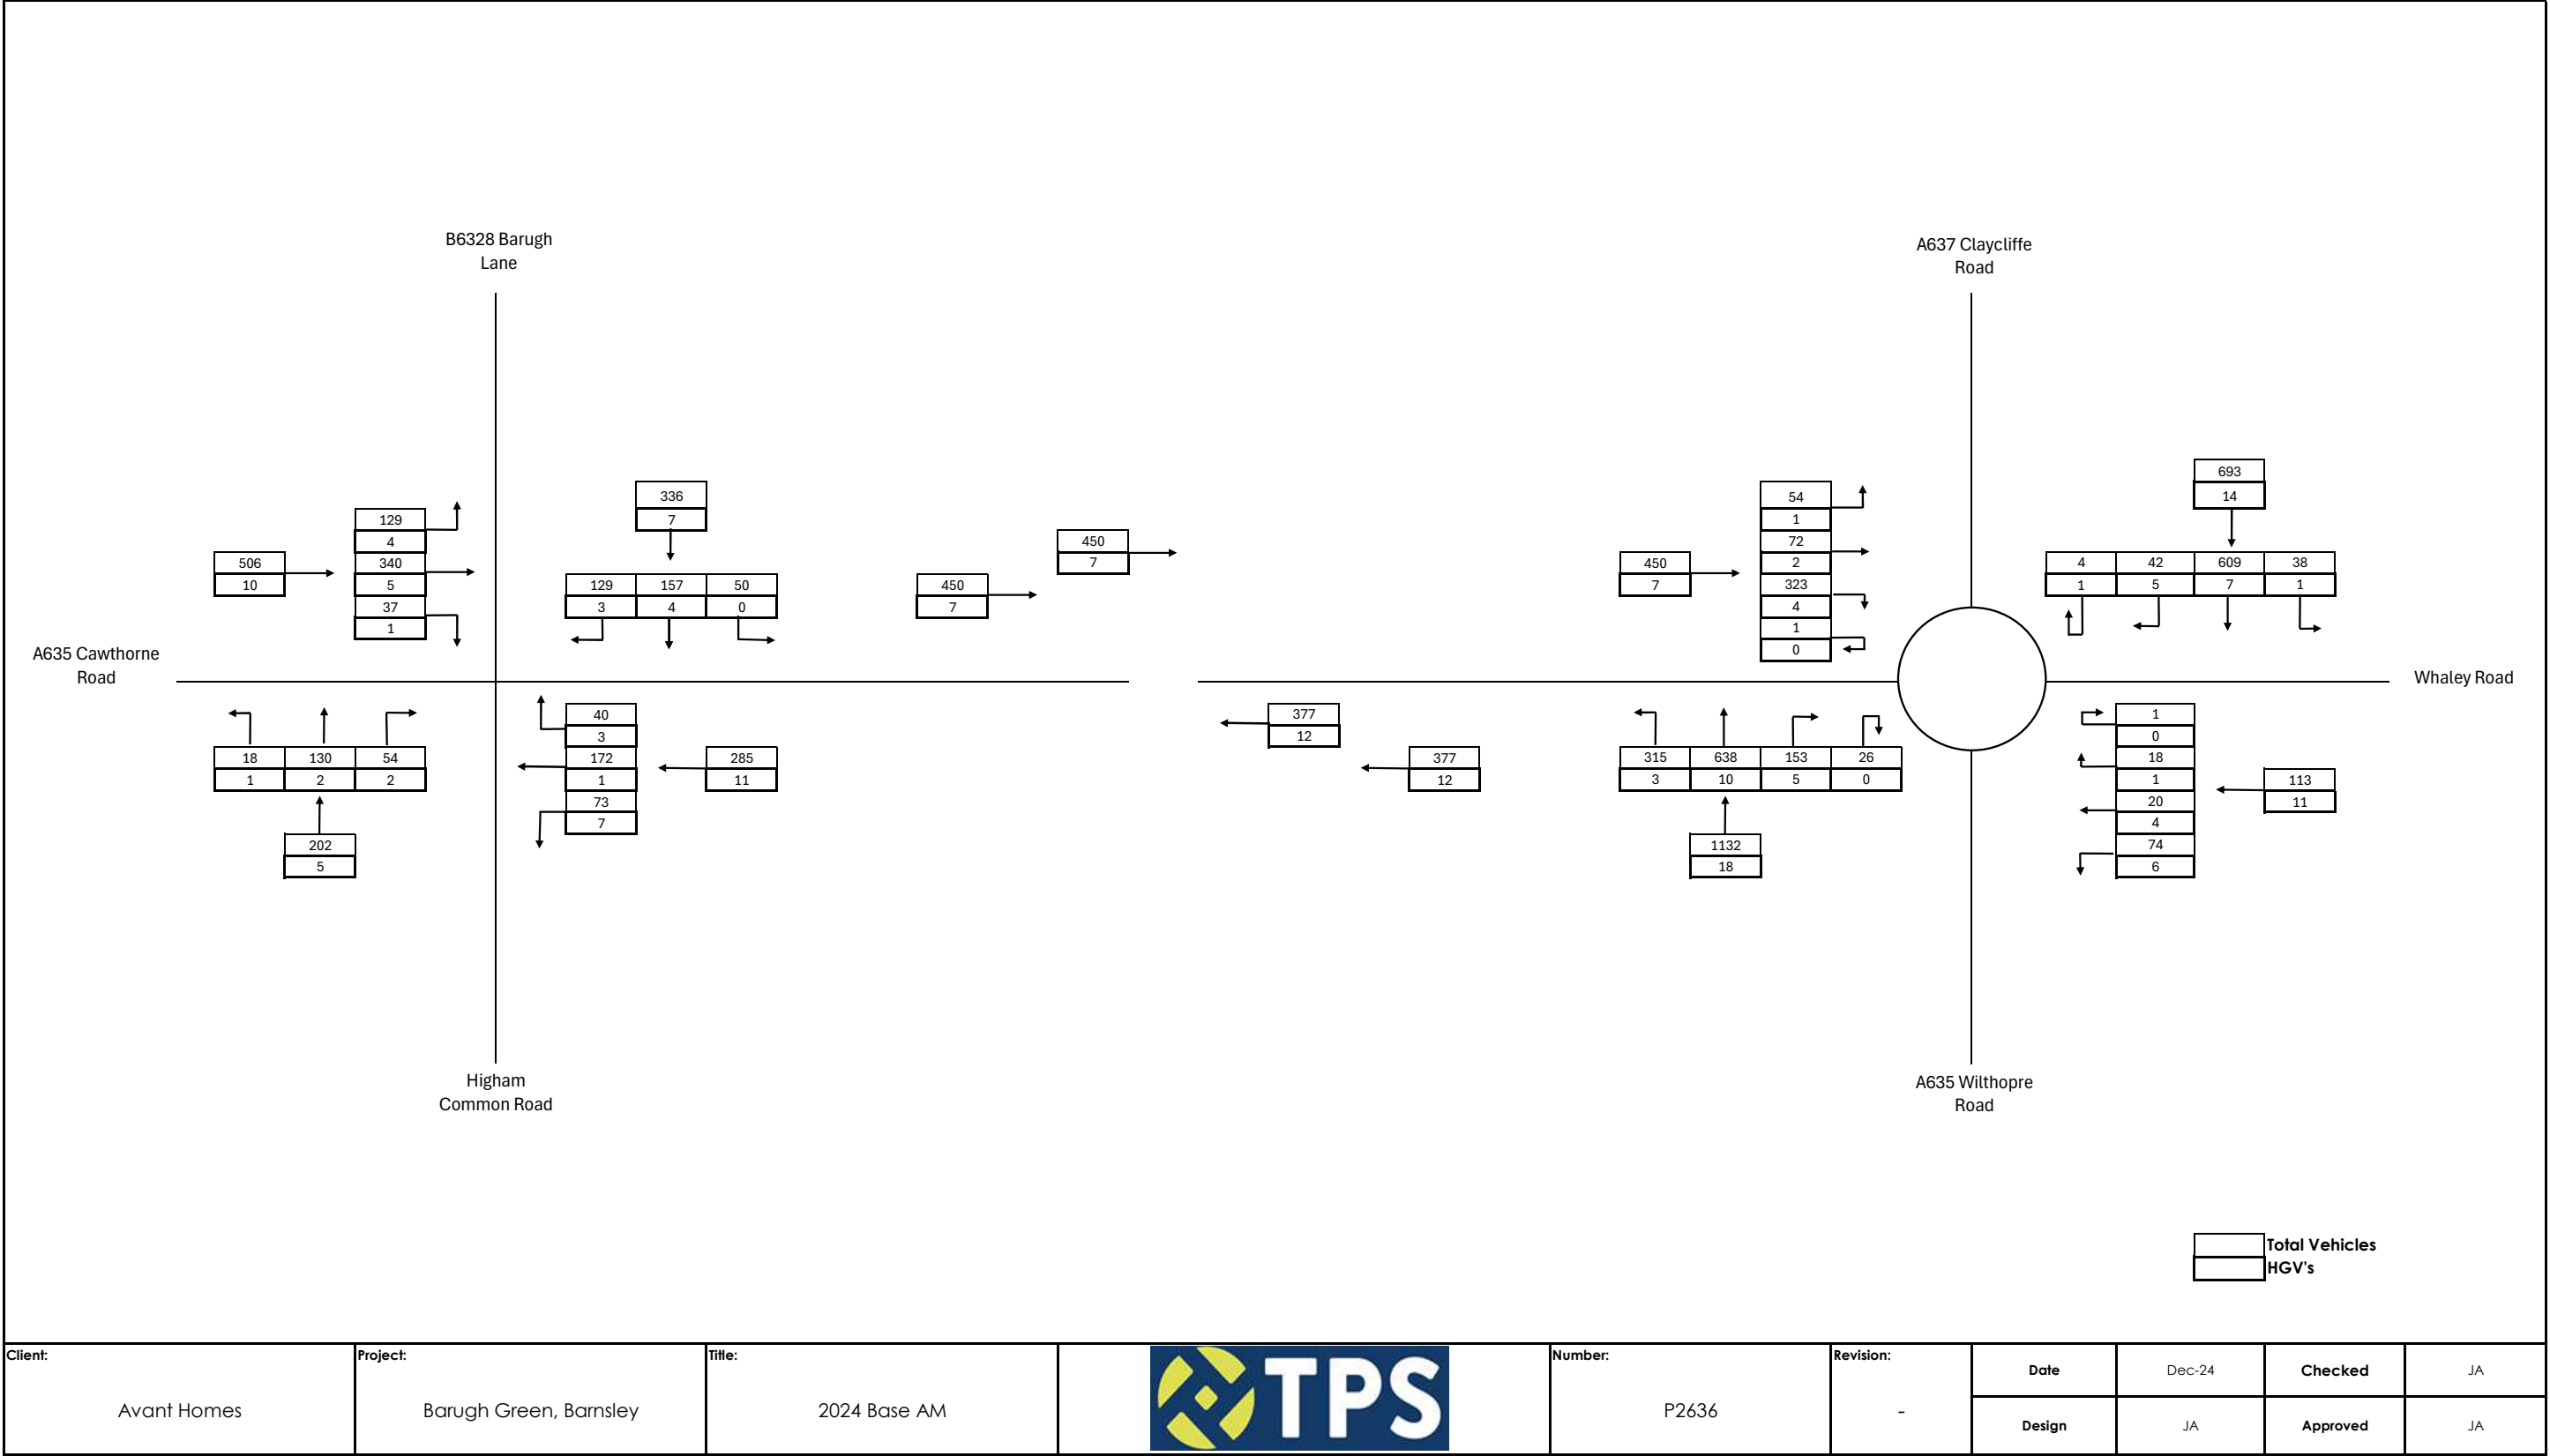 B6328 Barugh
Lane
A637 Claycliffe
Road
693
14
336
7
54
1
72
2
323
4
1
0
129
4
340
5
37
1
506
10
450
7
450
7
450
7
4 42 609 38
1 5 7 1
129 157 50
3 4 0
A635 Cawthorne
Road
Whaley Road
40
3
172
1
73
7
377
12
1
0
18
1
20
4
74
6
18 130 54
1 2 2
285
11
377
12
315 638 153 26
3 10 5 0
113
11
202
5
1132
18
Higham
Common Road
A635 Wilthopre
Road
Total Vehicles
HGV's
Client:
Avant Homes
Project:
Barugh Green, Barnsley
Title:
2024 Base AM
TPS
Number:
P2636
Revision:
-
Date Dec-24 Checked JA
Design JA Approved JA